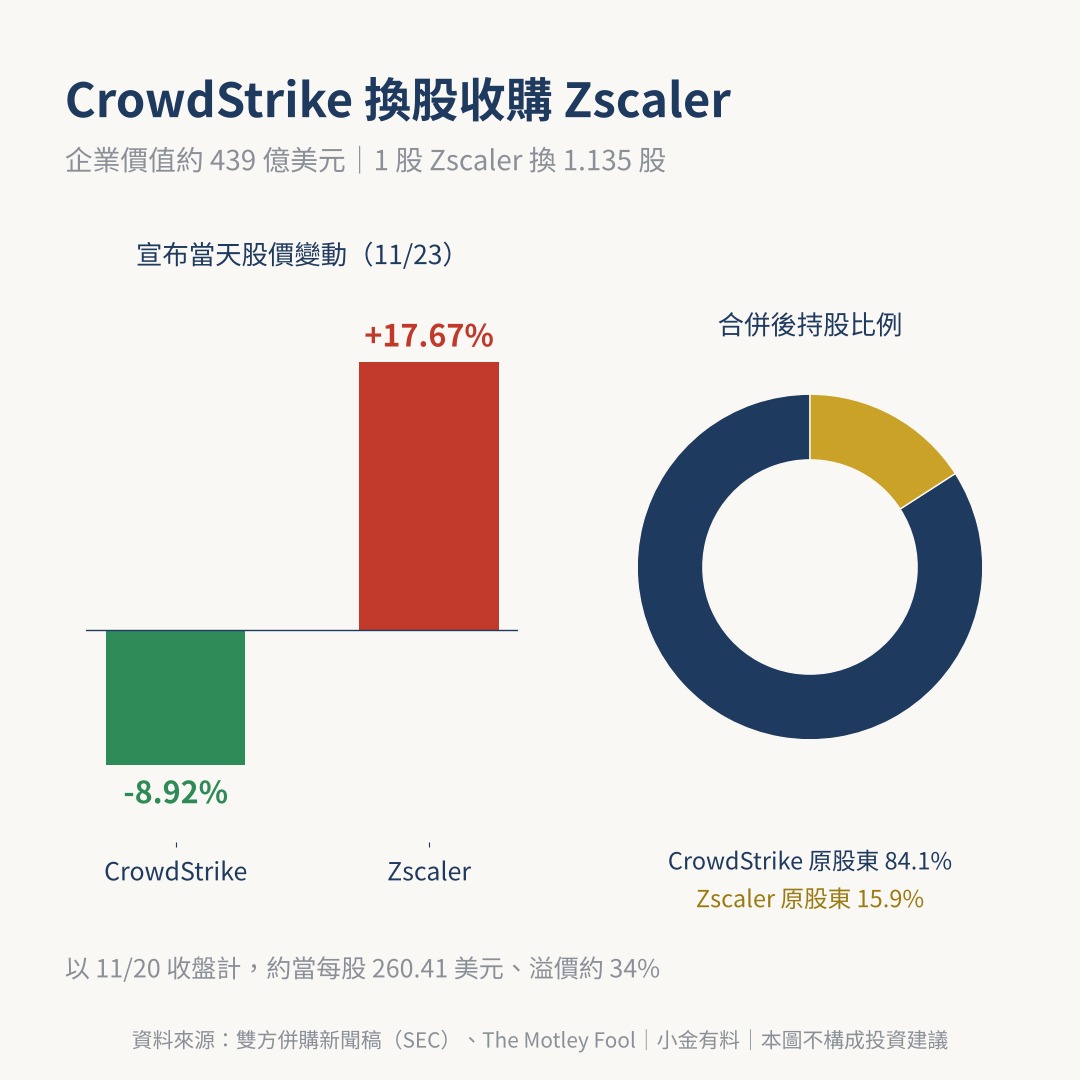 CrowdStrike 換股收購 Zscaler
企業價值約 439 億美元｜1 股 Zscaler 換 1.135 股
宣布當天股價變動（11/23）
+17.67%
-8.92%
CrowdStrike
Zscaler
合併後持股比例
CrowdStrike 原股東 84.1%
Zscaler 原股東 15.9%
以 11/20 收盤計，約當每股 260.41 美元、溢價約 34%
資料來源：雙方併購新聞稿（SEC）、The Motley Fool｜小金有料｜本圖不構成投資建議